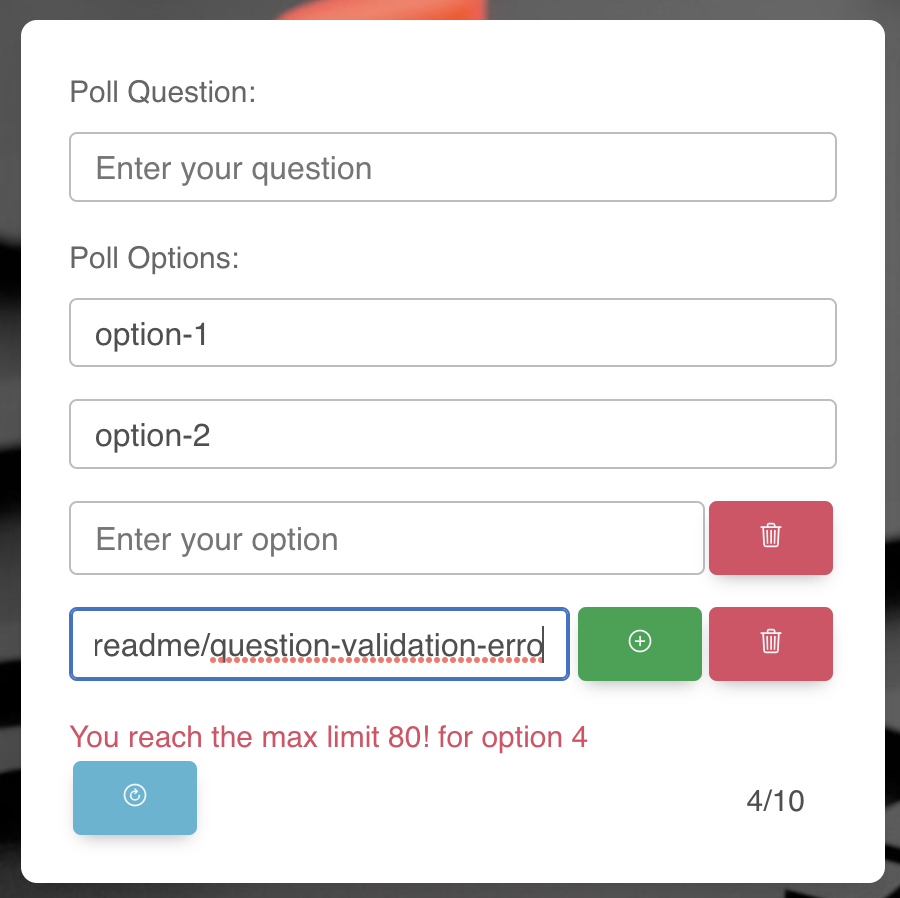 Poll Question:
Enter your question
Poll Options:
option-1
option-2
Enter your option
readme/question-validation-erro
You reach the max limit 80! for option 4
4/10